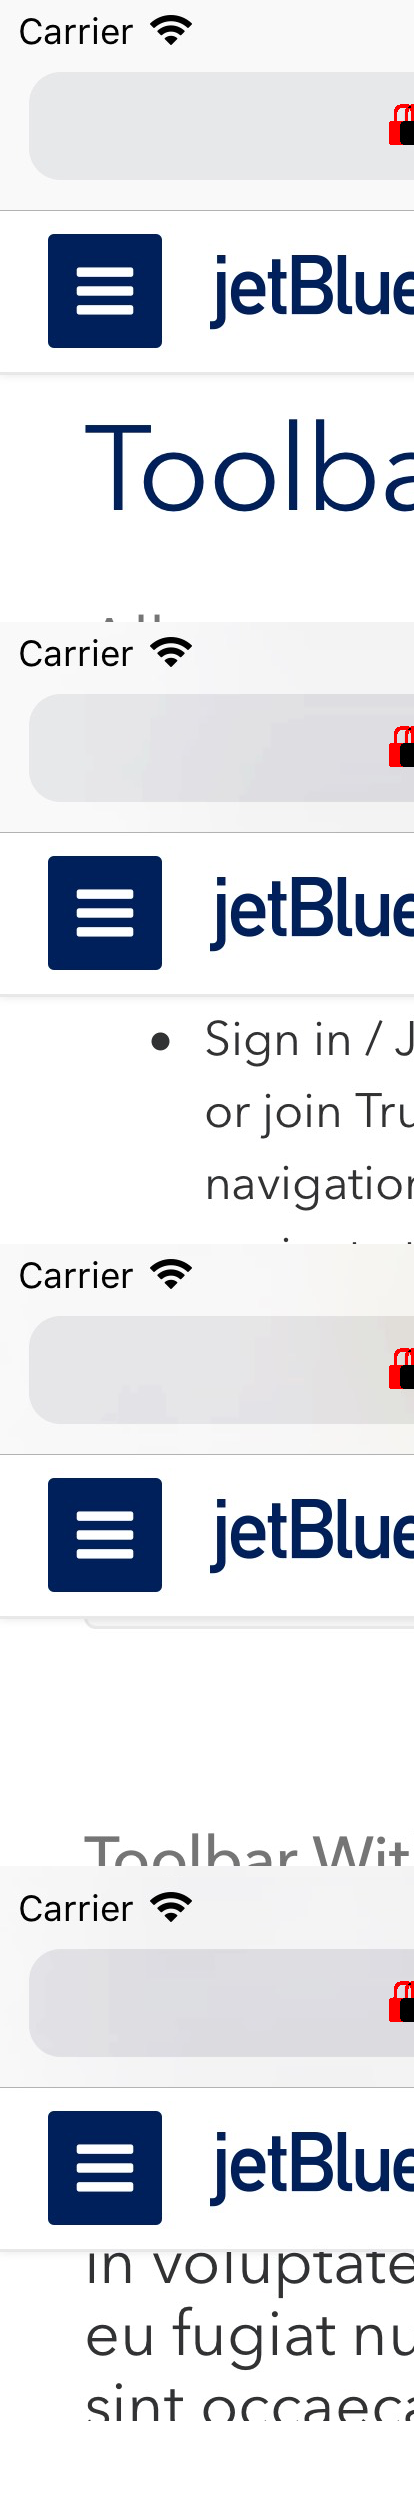 Carrier
jetBlue
Toolba
Carrier
jetBlue
• Sign in / J
or join Tru
navigation
Carrier
jetBlue
Toolbar Wit
Carrier
jetBlue
in voluptate
eu fugiat nu
sint occaeca